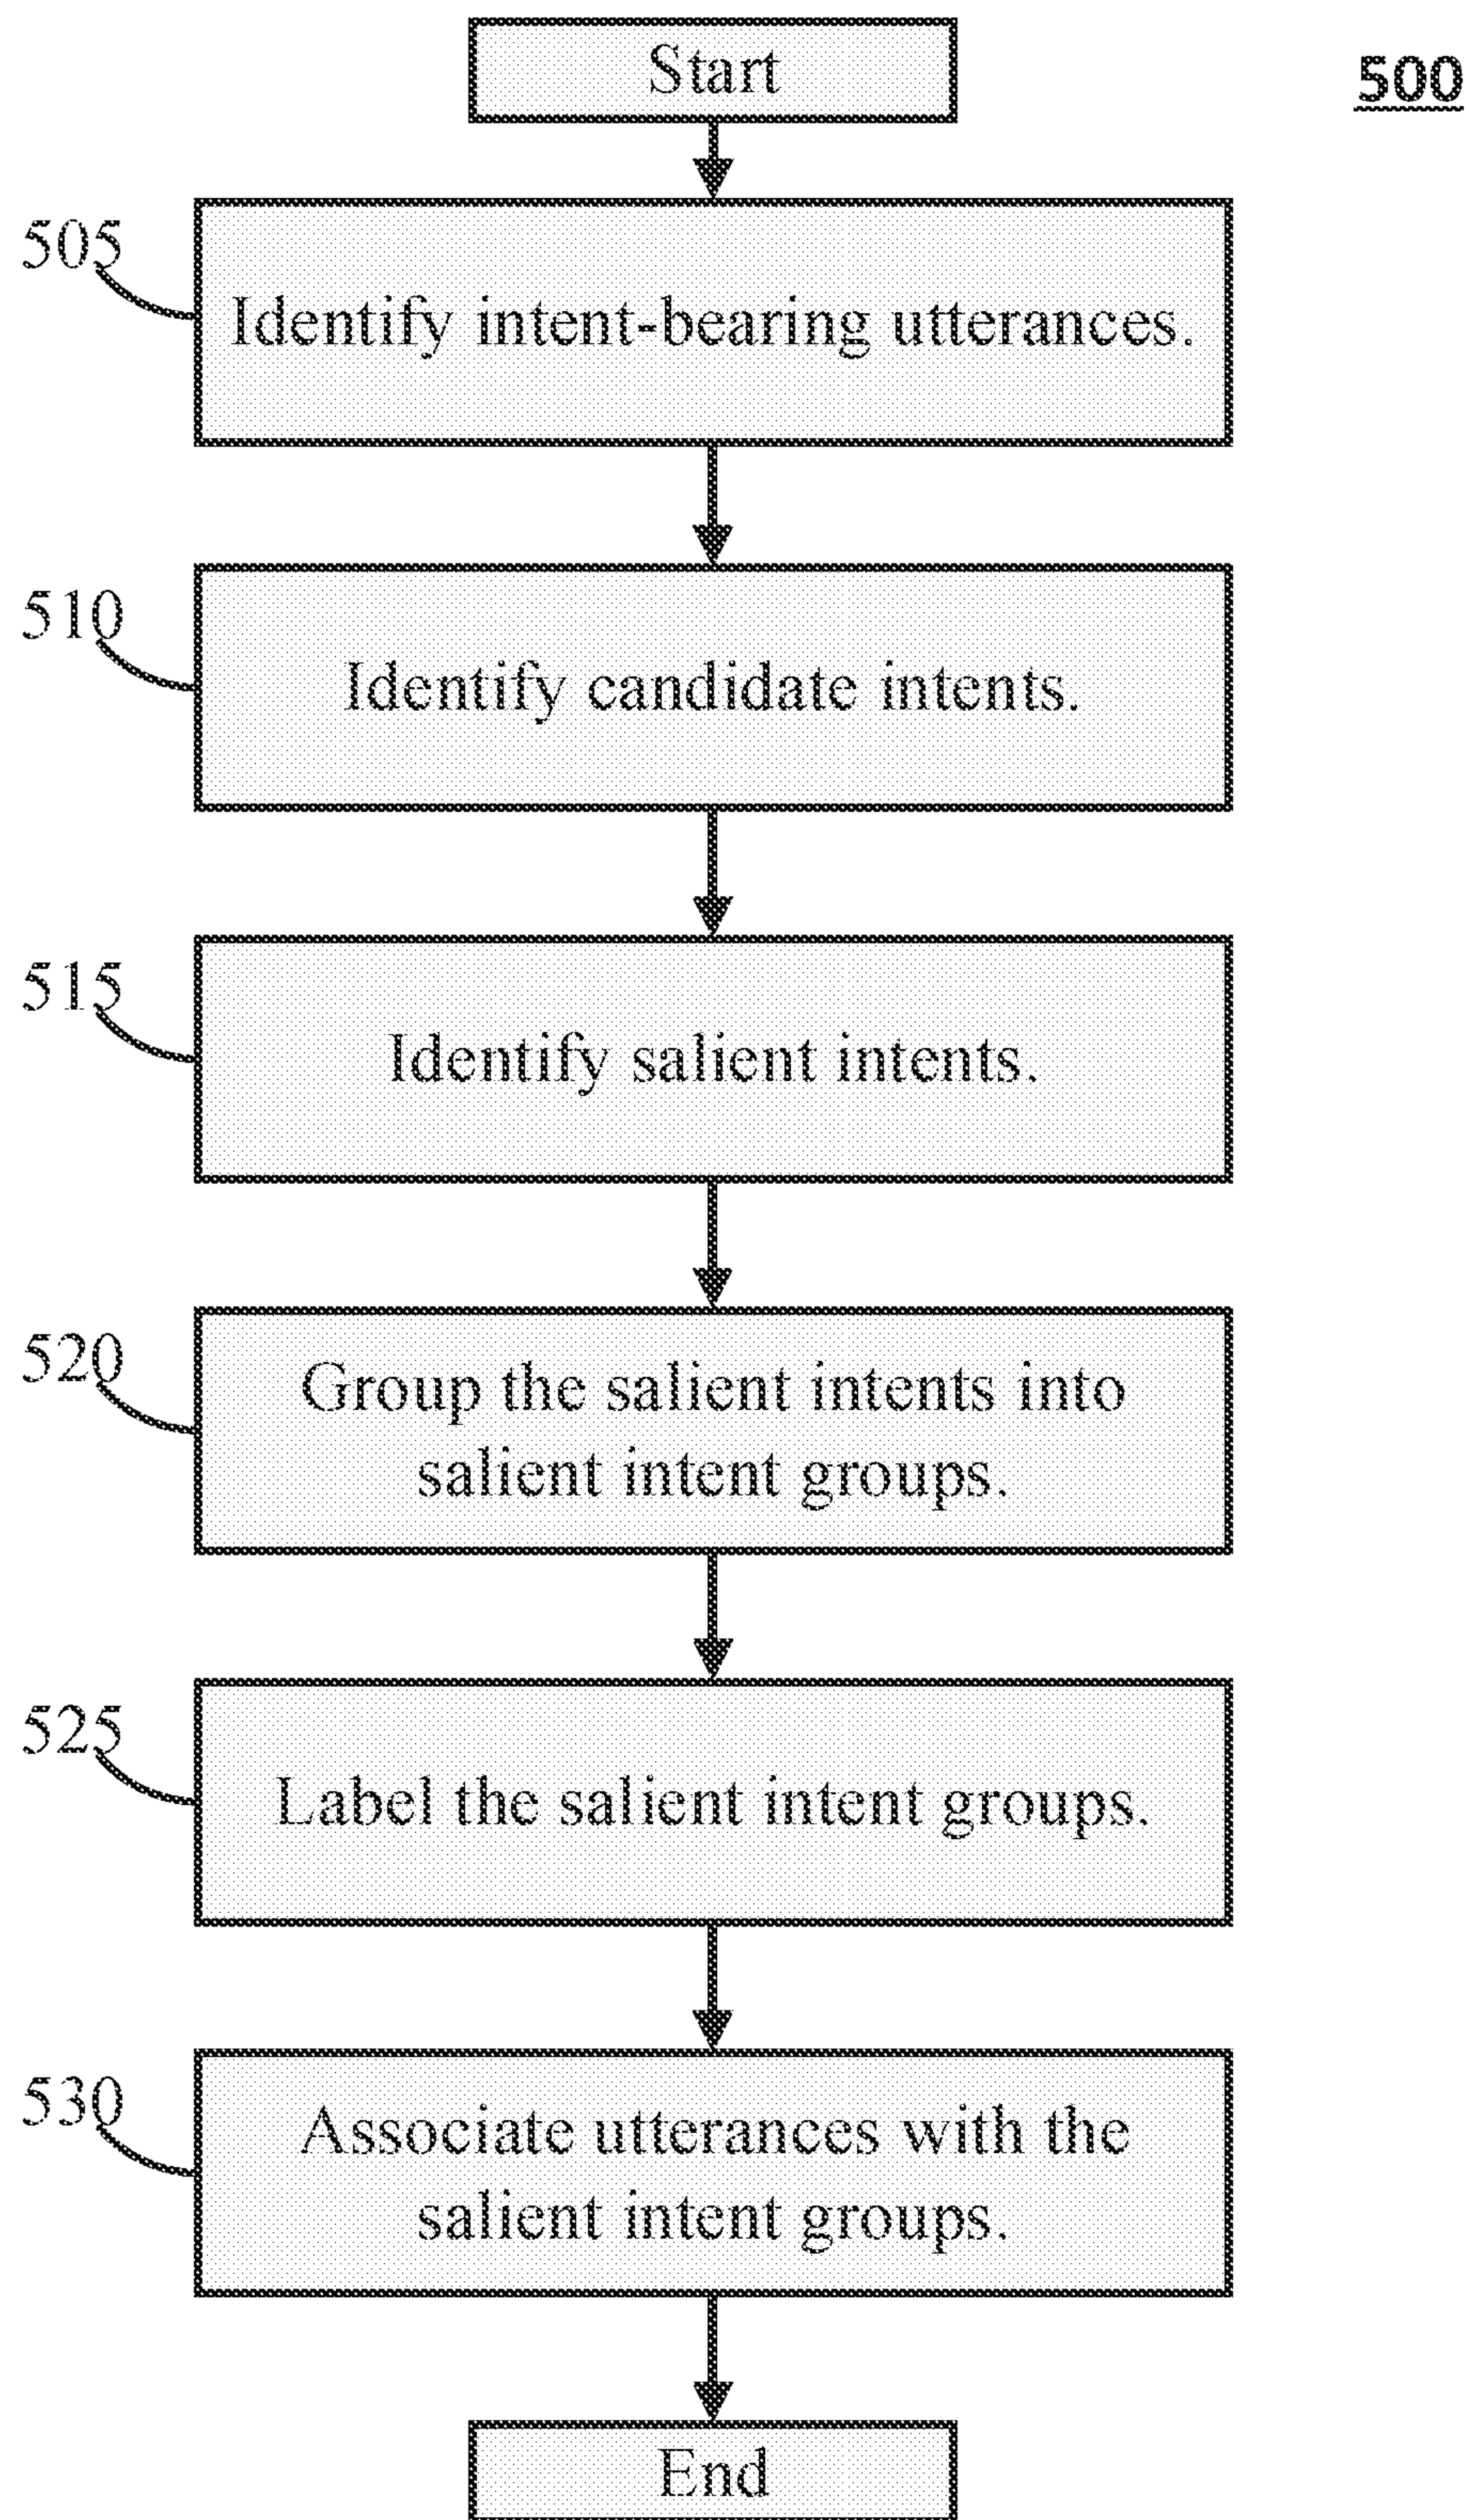 Start
500
505
Identify intent-bearing utterances.
510
Identify candidate intents.
515
Identify salient intents.
520
Group the salient intents into
salient intent groups.
525
Label the salient intent groups.
530
Associate utterances with the
salient intent groups.
End